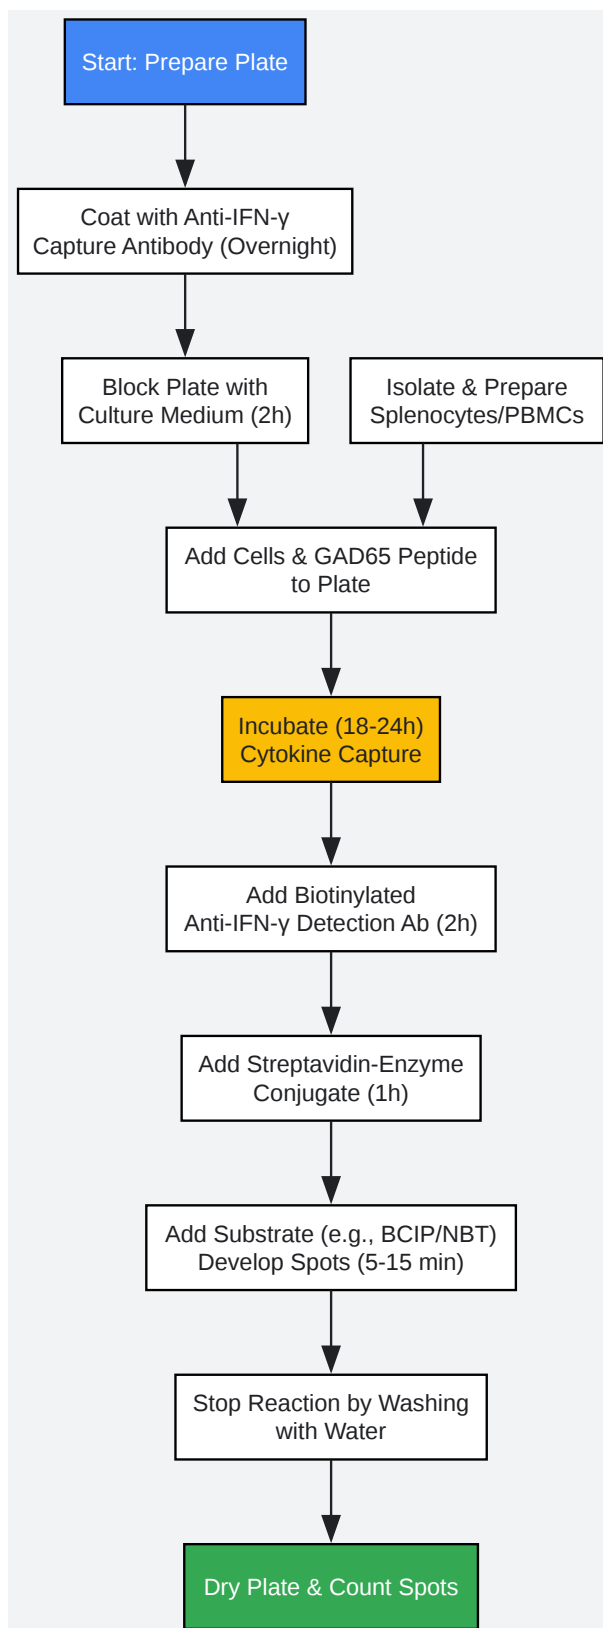 Start: Prepare Plate
Coat with Anti-IFN-γ
Capture Antibody (Overnight)
Block Plate with
Culture Medium (2h)
Isolate & Prepare
Splenocytes/PBMCs
Add Cells & GAD65 Peptide
to Plate
Incubate (18-24h)
Cytokine Capture
Add Biotinylated
Anti-IFN-γ Detection Ab (2h)
Add Streptavidin-Enzyme
Conjugate (1h)
Add Substrate (e.g., BCIP/NBT)
Develop Spots (5-15 min)
Stop Reaction by Washing
with Water
Dry Plate & Count Spots